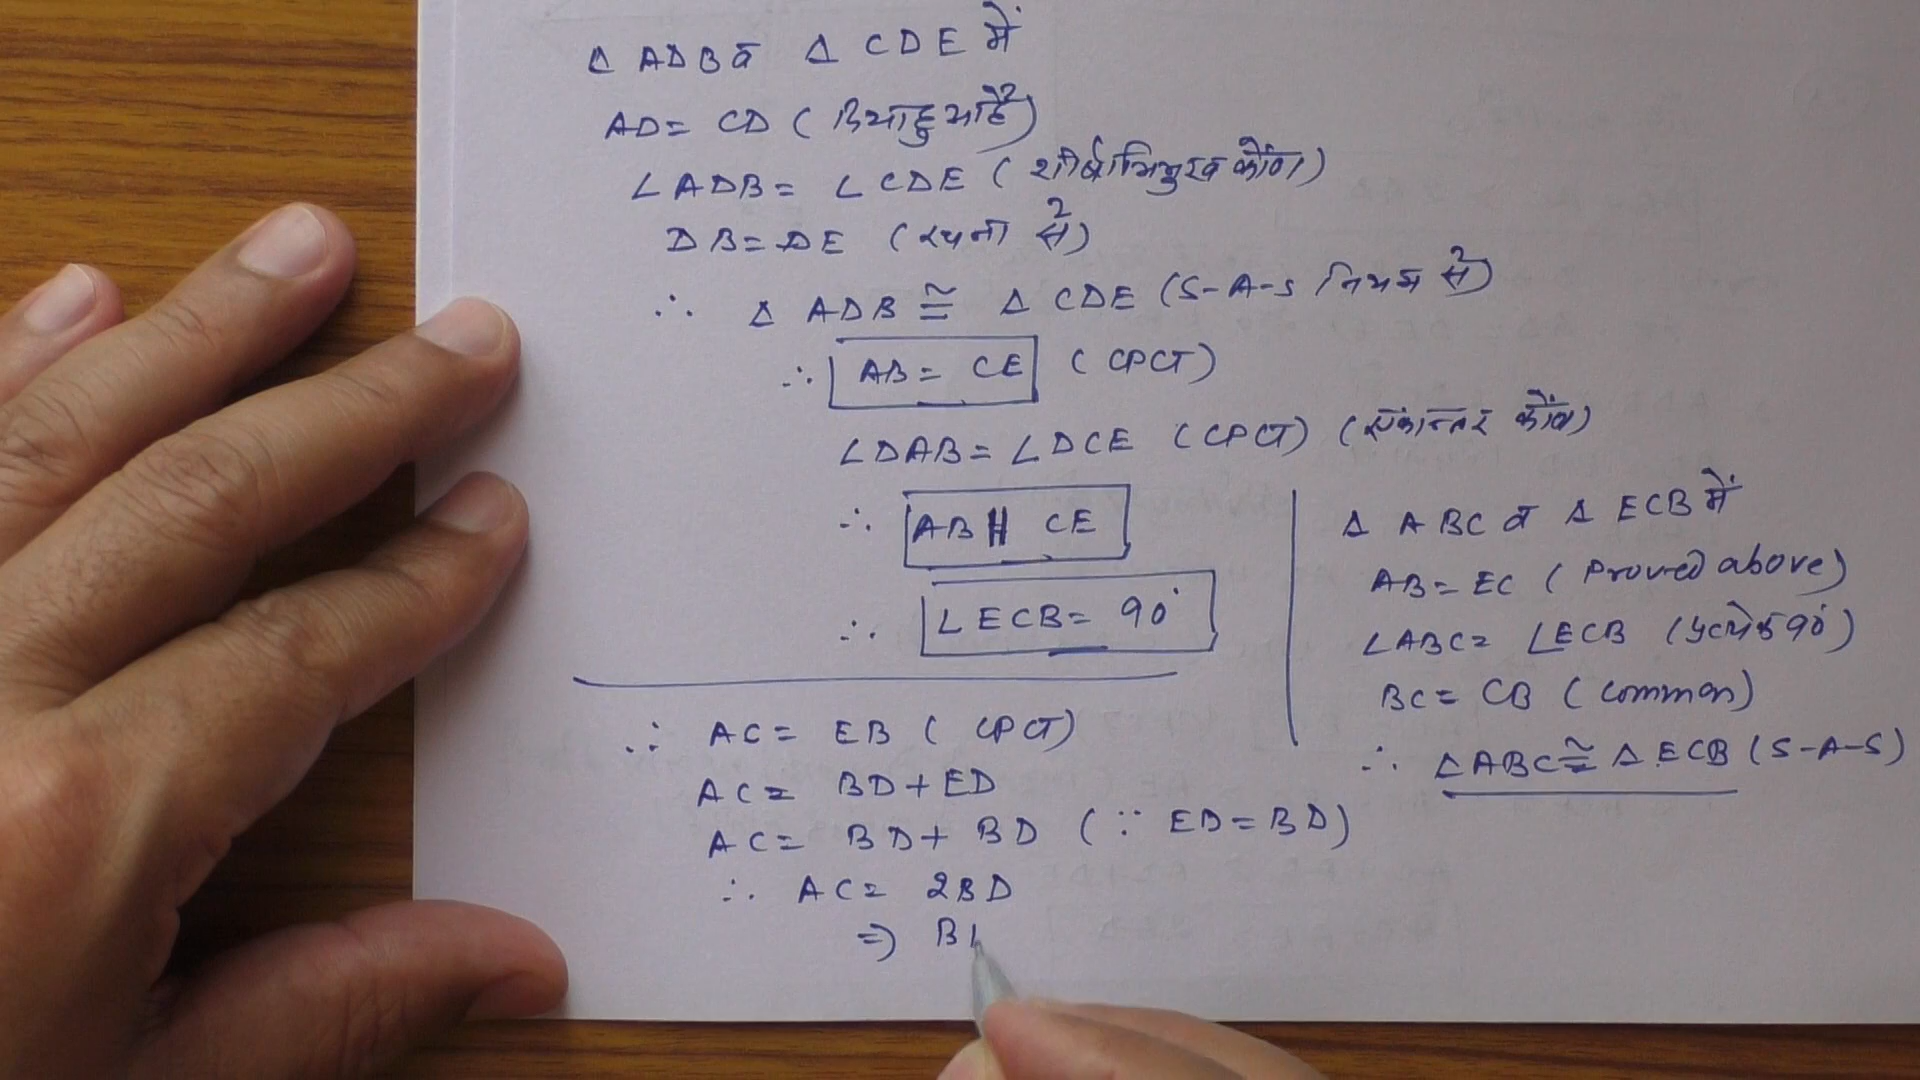 Δ ADB व Δ CDE में
AD = CD (
∠ADB = ∠CDE (शीर्षाभिमुख कोण)
DB = DE (रचना से)
∴ Δ ADB ≅ Δ CDE (S-A-S नियम से)
∴ AB = CE (CPCT)
∠DAB = ∠DCE (CPCT) (एकान्तर कोण)
∴ AB || CE
∴ ∠ECB = 90°
Δ ABC व Δ ECB में
AB = EC (Proved above)
∠ABC = ∠ECB (प्रत्येक 90°)
BC = CB (common)
∴ ΔABC ≅ Δ ECB (S-A-S)
∴ AC = EB (CPCT)
AC = BD + ED
AC = BD + BD (∵ ED = BD)
∴ AC = 2BD
⇒ B